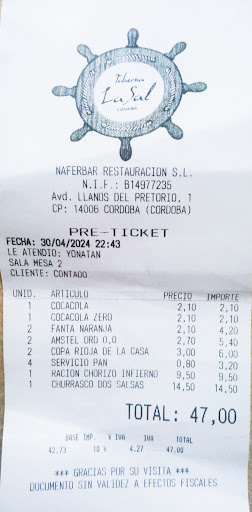 Taberna
La Sal
CÓRDOBA
NAFERBAR RESTAURACION S.L.
N.I.F.: B14977235
Avd. LLANOS DEL PRETORIO, 1
CP: 14006 CORDOBA (CORDOBA)
PRE-TICKET
FECHA: 30/04/2024 22:43
LE ATENDIO: YONATAN
SALA MESA 2
CLIENTE: CONTADO
UNID. ARTICULO PRECIO IMPORTE
1 COCACOLA 2,10 2,10
1 COCACOLA ZERO 2,10 2,10
2 FANTA NARANJA 2,10 4,20
2 AMSTEL ORO 0,0 2,70 5,40
2 COPA RIOJA DE LA CASA 3,00 6,00
4 SERVICIO PAN 0,80 3,20
1 RACION CHORIZO INFIERNO 9,50 9,50
1 CHURRASCO DOS SALSAS 14,50 14,50
TOTAL: 47,00
BASE IMP. % IVA IVA TOTAL
42,73 10 % 4,27 47,00
*** GRACIAS POR SU VISITA ***
DOCUMENTO SIN VALIDEZ A EFECTOS FISCALES